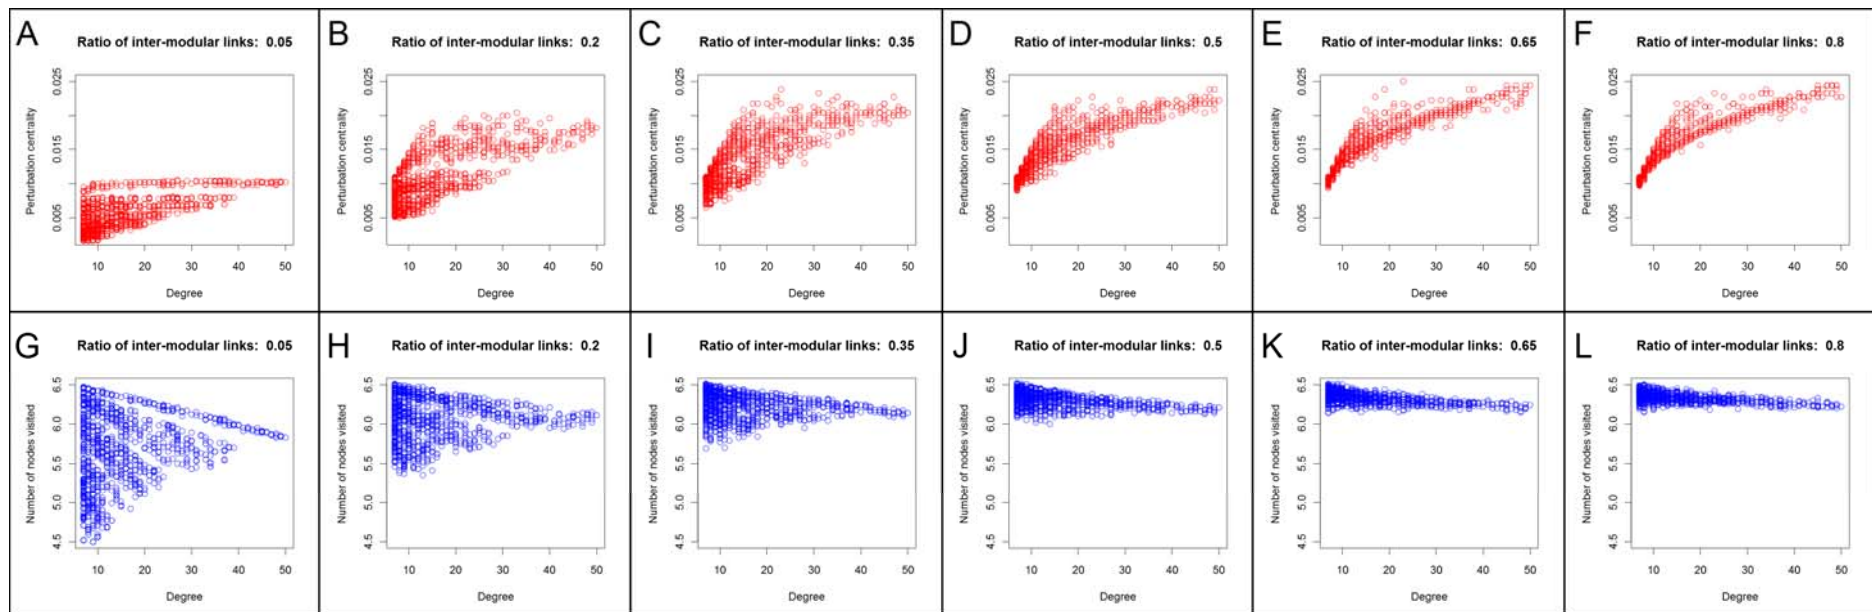 A
Ratio of inter-modular links: 0.05
Perturbation centrality
0.005
0.015
0.025
10 20 30 40 50
Degree
B
Ratio of inter-modular links: 0.2
Perturbation centrality
0.005
0.015
0.025
10 20 30 40 50
Degree
C
Ratio of inter-modular links: 0.35
Perturbation centrality
0.005
0.015
0.025
10 20 30 40 50
Degree
D
Ratio of inter-modular links: 0.5
Perturbation centrality
0.005
0.015
0.025
10 20 30 40 50
Degree
E
Ratio of inter-modular links: 0.65
Perturbation centrality
0.005
0.015
0.025
10 20 30 40 50
Degree
F
Ratio of inter-modular links: 0.8
Perturbation centrality
0.005
0.015
0.025
10 20 30 40 50
Degree
G
Ratio of inter-modular links: 0.05
Number of nodes visited
4.5
5.0
5.5
6.0
6.5
10 20 30 40 50
Degree
H
Ratio of inter-modular links: 0.2
Number of nodes visited
4.5
5.0
5.5
6.0
6.5
10 20 30 40 50
Degree
I
Ratio of inter-modular links: 0.35
Number of nodes visited
4.5
5.0
5.5
6.0
6.5
10 20 30 40 50
Degree
J
Ratio of inter-modular links: 0.5
Number of nodes visited
4.5
5.0
5.5
6.0
6.5
10 20 30 40 50
Degree
K
Ratio of inter-modular links: 0.65
Number of nodes visited
4.5
5.0
5.5
6.0
6.5
10 20 30 40 50
Degree
L
Ratio of inter-modular links: 0.8
Number of nodes visited
4.5
5.0
5.5
6.0
6.5
10 20 30 40 50
Degree